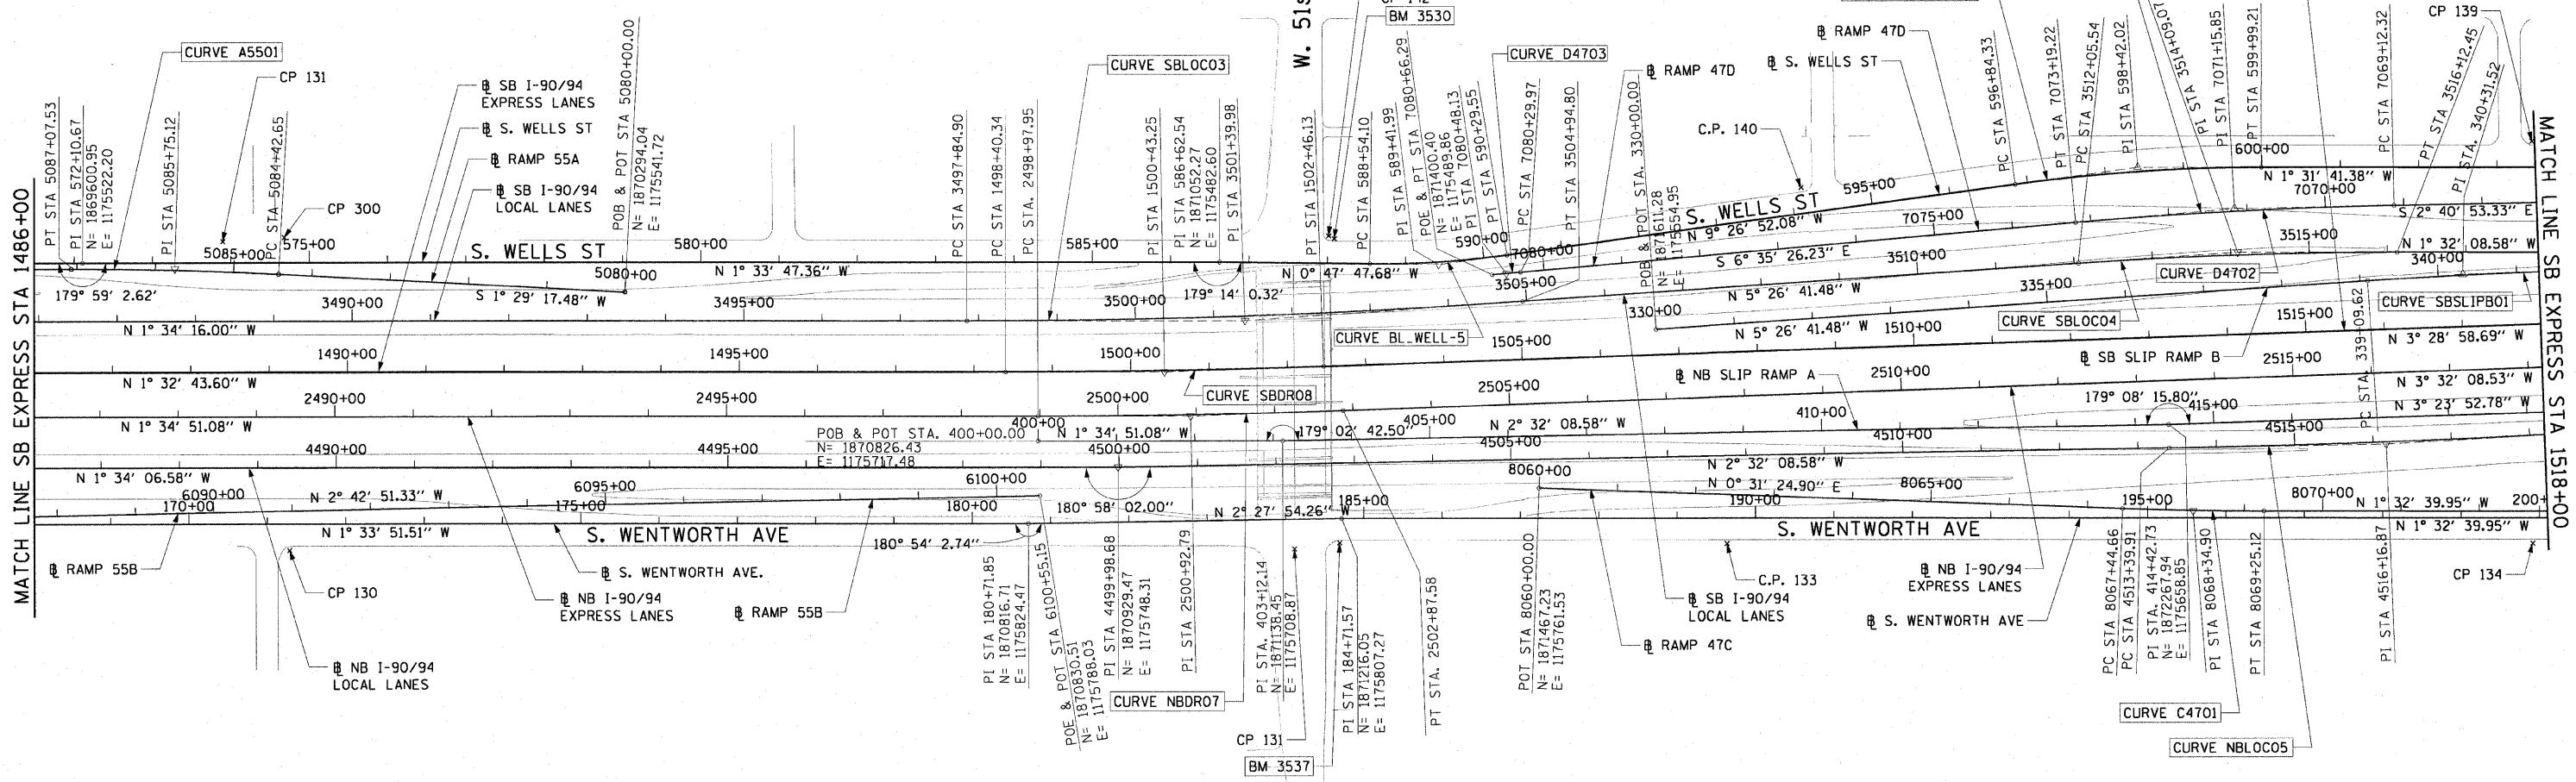 MATCH LINE SB EXPRESS STA 1486+00
CURVE A5501
CP 131
PT STA 5087+07.53
PI STA 572+10.67
N= 1869600.95
E= 1175522.20
PI STA 5085+75.12
PC STA 5084+42.65
CP 300
SB I-90/94
EXPRESS LANES
S. WELLS ST
RAMP 55A
SB I-90/94
LOCAL LANES
POB & POT STA 5080+00.00
N= 1870294.04
E= 1175541.72
CURVE SBLOC03
PC STA 3497+84.90
PC STA 1498+40.34
PC STA. 2498+97.95
PI STA 1500+43.25
PI STA 586+62.54
N= 1871052.27
E= 1175482.60
PI STA 3501+39.98
W. 51s
BM 3530
PT STA 1502+46.13
PC STA 588+54.10
PI STA 589+41.99
POE & PT STA 7080+66.29
N= 1871400.40
E= 1175489.86
PI STA 7080+48.13
PT STA 590+29.55
CURVE D4703
PC STA 7080+29.97
PT STA 3504+94.80
RAMP 47D
POB & POT STA. 330+00.00
N= 1871611.28
E= 1175554.95
RAMP 47D
S. WELLS ST
C.P. 140
PC STA 596+84.33
PT STA 7073+19.22
PC STA 3512+05.54
PI STA 598+42.02
PI STA 3514+09.07
PI STA 7071+15.85
PT STA 599+99.21
PC STA 7069+12.32
PT STA 3516+12.45
PI STA. 340+31.52
CP 139
MATCH LINE SB EXPRESS STA 1518+00
5085+00
575+00
S. WELLS ST
580+00
585+00
590+00
595+00
600+00
5080+00
N 1° 33' 47.36" W
N 0° 47' 47.68" W
S. WELLS ST
N 9° 26' 52.08" W
N 1° 31' 41.38" W
7070+00
7075+00
7080+00
S 6° 35' 26.23" E
S 2° 40' 53.33" E
179° 59' 2.62'
S 1° 29' 17.48" W
179° 14' 0.32'
3490+00
3495+00
3500+00
3505+00
3510+00
3515+00
N 1° 34' 16.00" W
N 5° 26' 41.48" W
N 1° 32' 08.58" W
330+00
335+00
340+00
N 5° 26' 41.48" W
CURVE D4702
CURVE SBSLIPB01
CURVE SBLOC04
CURVE BL_WELL-5
1490+00
1495+00
1500+00
1505+00
1510+00
1515+00
N 1° 32' 43.60" W
N 3° 28' 58.69" W
CURVE SBDR08
NB SLIP RAMP A
SB SLIP RAMP B
PC STA. 339+09.62
2490+00
2495+00
2500+00
2505+00
2510+00
2515+00
N 1° 34' 51.08" W
N 3° 32' 08.53" W
POB & POT STA. 400+00.00
N= 1870826.43
E= 1175717.48
400+00
N 1° 34' 51.08" W
179° 02' 42.50"
405+00
N 2° 32' 08.58" W
410+00
179° 08' 15.80"
415+00
N 3° 23' 52.78" W
4490+00
4495+00
4500+00
4505+00
4510+00
4515+00
N 1° 34' 06.58" W
N 2° 32' 08.58" W
6090+00
N 2° 42' 51.33" W
6095+00
6100+00
180° 58' 02.00"
N 2° 27' 54.26" W
8060+00
N 0° 31' 24.90" E
8065+00
8070+00
N 1° 32' 39.95" W
170+00
175+00
180+00
185+00
190+00
195+00
200+
N 1° 33' 51.51" W
S. WENTWORTH AVE
180° 54' 2.74"
S. WENTWORTH AVE
N 1° 32' 39.95" W
RAMP 55B
CP 130
NB I-90/94
LOCAL LANES
S. WENTWORTH AVE.
NB I-90/94
EXPRESS LANES
RAMP 55B
PI STA 180+71.85
N= 1870816.71
E= 1175824.47
POE & POT STA 6100+55.15
N= 1870830.51
E= 1175788.03
PI STA 4499+98.68
N= 1870929.47
E= 1175748.31
PI STA 2500+92.79
CURVE NBDR07
PI STA. 403+12.14
N= 1871138.45
E= 1175708.87
CP 131
BM 3537
PI STA 184+71.57
N= 1871216.05
E= 1175807.27
PT STA. 2502+87.58
POT STA 8060+00.00
N= 1871467.23
E= 1175761.53
SB I-90/94
LOCAL LANES
RAMP 47C
C.P. 133
NB I-90/94
EXPRESS LANES
S. WENTWORTH AVE
PC STA 8067+44.66
PC STA 4513+39.91
PI STA. 414+42.73
N= 1872267.94
E= 1175658.85
PI STA 8068+34.90
PT STA 8069+25.12
PI STA 4516+16.87
CURVE C4701
CURVE NBLOC05
CP 134